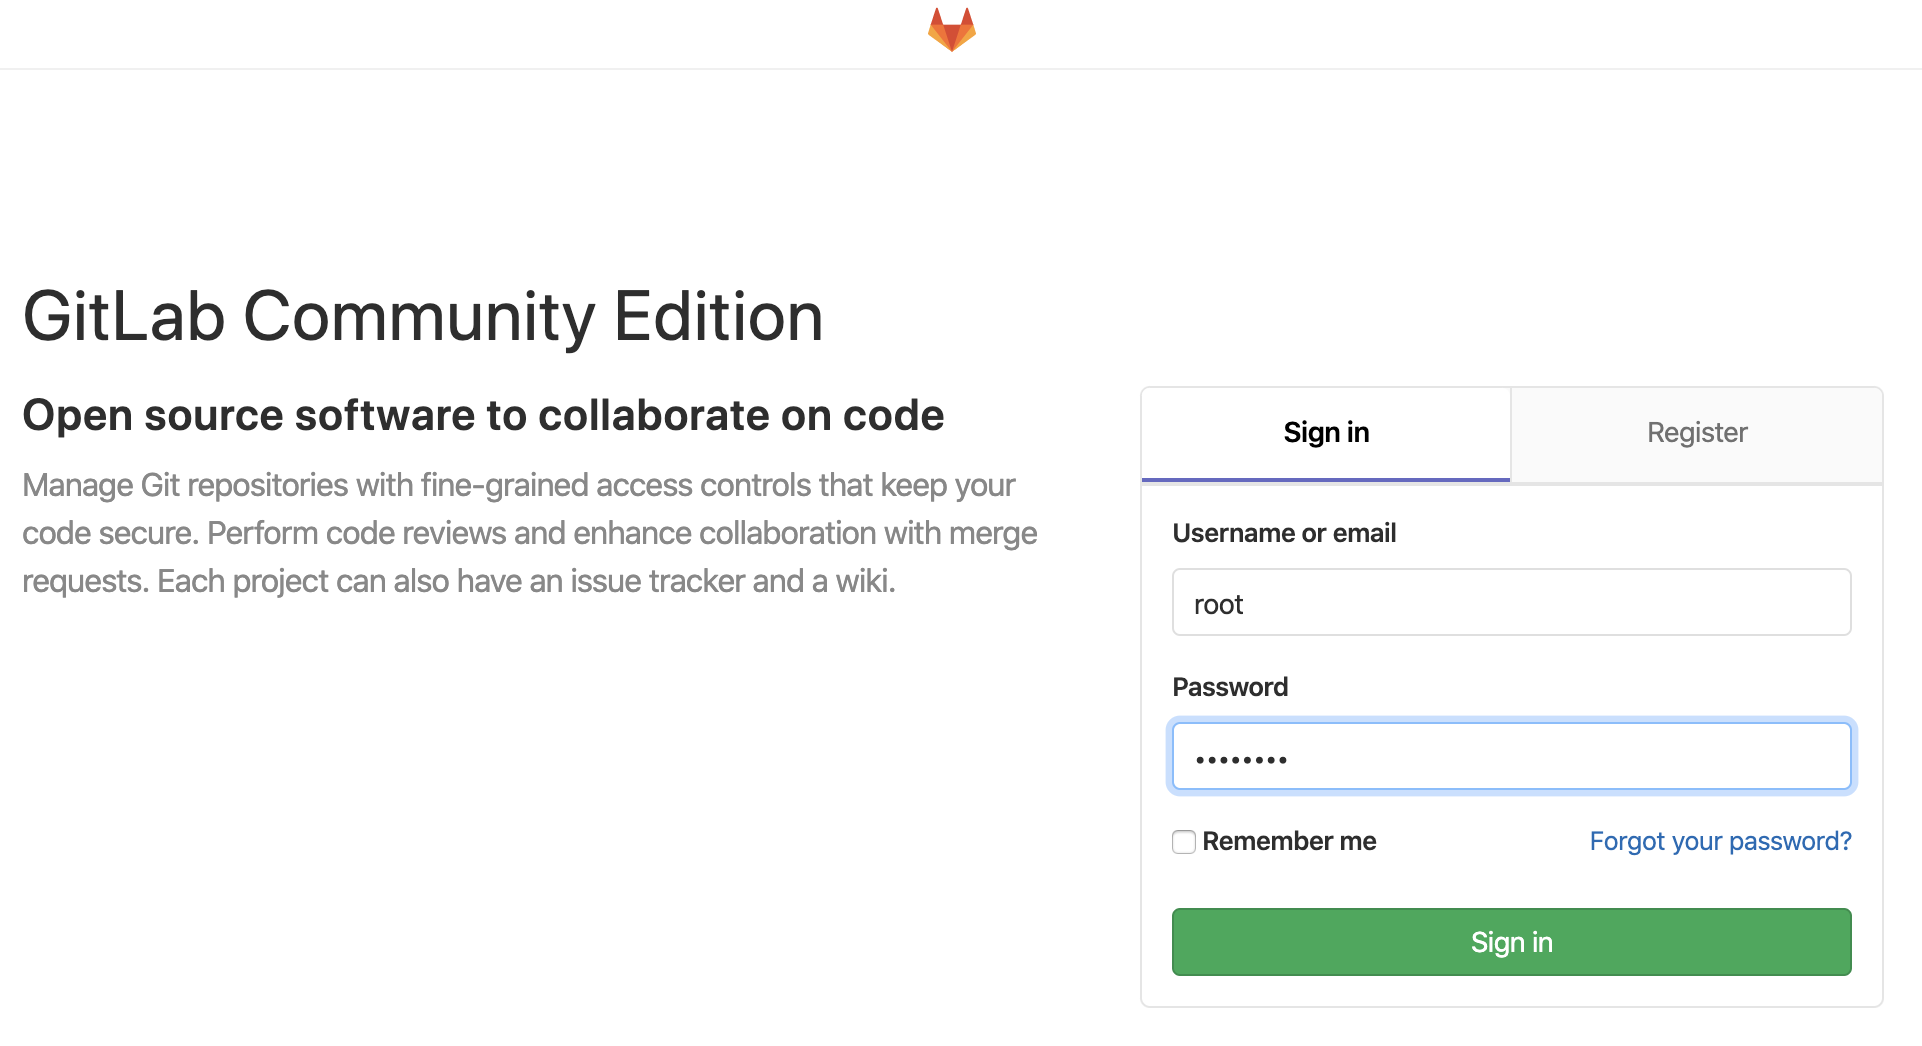 GitLab Community Edition
Open source software to collaborate on code
Manage Git repositories with fine-grained access controls that keep your
code secure. Perform code reviews and enhance collaboration with merge
requests. Each project can also have an issue tracker and a wiki.
Sign in
Register
Username or email
root
Password
••••••••
Remember me
Forgot your password?
Sign in